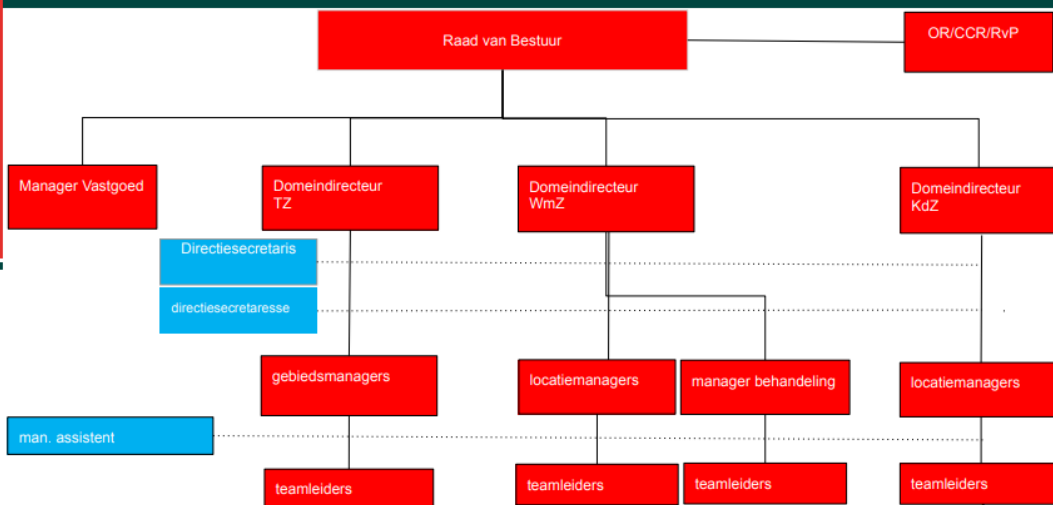 Raad van Bestuur
OR/CCR/RvP
Manager Vastgoed
Domeindirecteur
TZ
Domeindirecteur
WmZ
Domeindirecteur
KdZ
Directiesecretaris
directiesecretaresse
gebiedsmanagers
locatiemanagers
manager behandeling
locatiemanagers
man. assistent
teamleiders
teamleiders
teamleiders
teamleiders